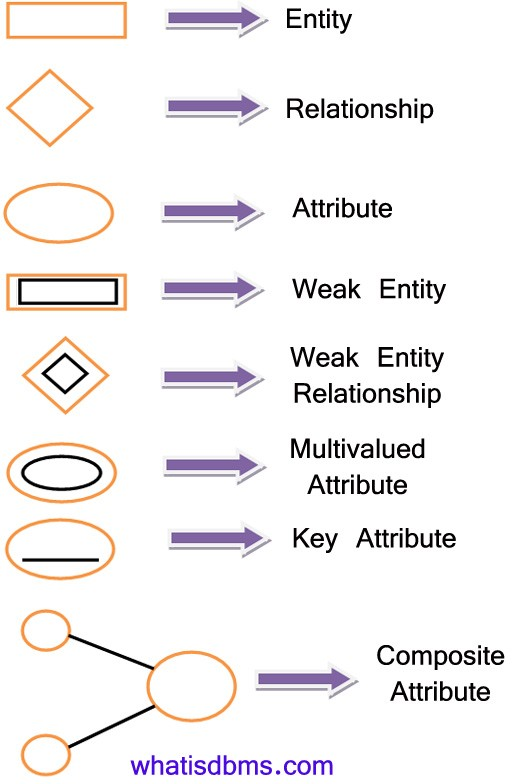 Entity
Relationship
Attribute
Weak Entity
Weak Entity
Relationship
Multivalued
Attribute
Key Attribute
Composite
Attribute
whatisdbms.com